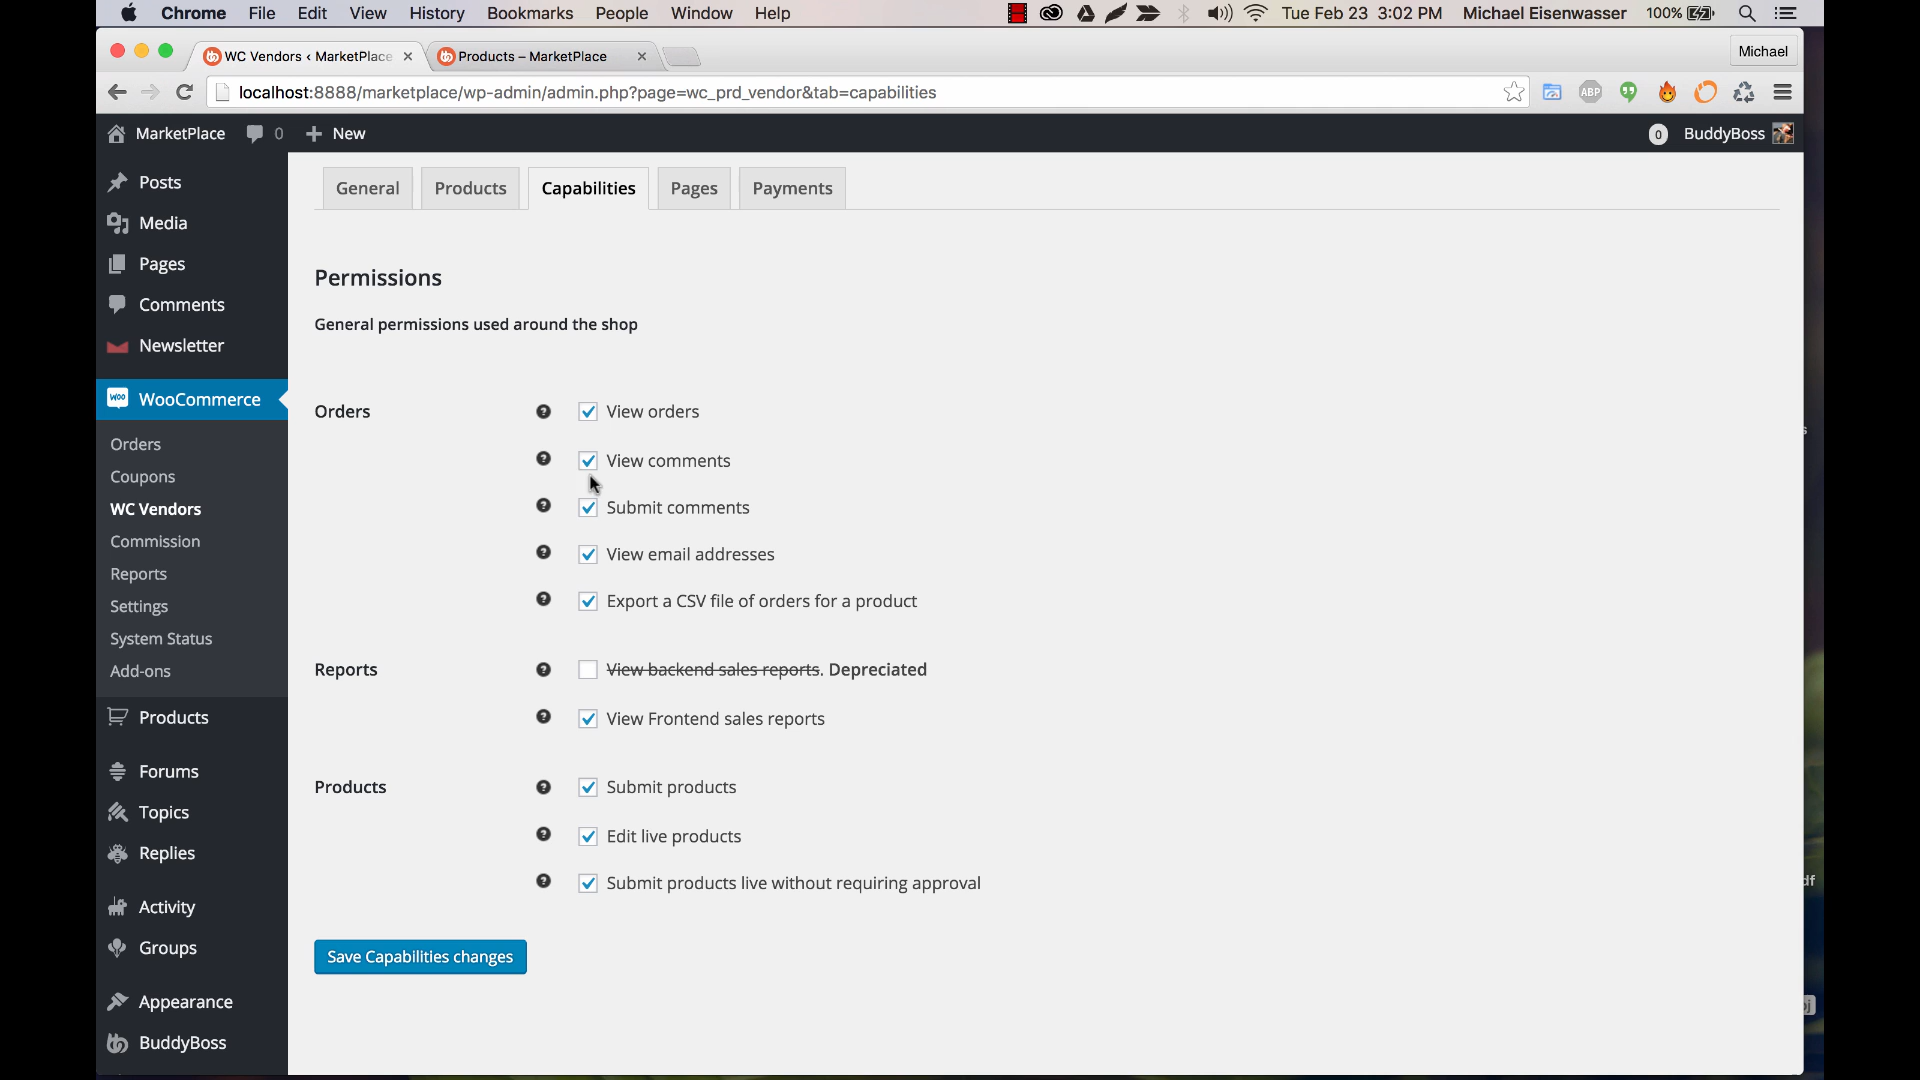 Chrome File Edit View History Bookmarks People Window Help Tue Feb 23 3:02 PM Michael Eisenwasser 100%
WC Vendors ‹ MarketPlace Products – MarketPlace Michael
localhost:8888/marketplace/wp-admin/admin.php?page=wc_prd_vendor&tab=capabilities ABP
MarketPlace 0 New 0 BuddyBoss
Posts
Media
Pages
Comments
Newsletter
WOO WooCommerce
Orders
Coupons
WC Vendors
Commission
Reports
Settings
System Status
Add-ons
Products
Forums
Topics
Replies
Activity
Groups
Appearance
BuddyBoss
General Products Capabilities Pages Payments
Permissions
General permissions used around the shop
Orders ? View orders
? View comments
? Submit comments
? View email addresses
? Export a CSV file of orders for a product
Reports ? View backend sales reports. Depreciated
? View Frontend sales reports
Products ? Submit products
? Edit live products
? Submit products live without requiring approval
Save Capabilities changes
s
df